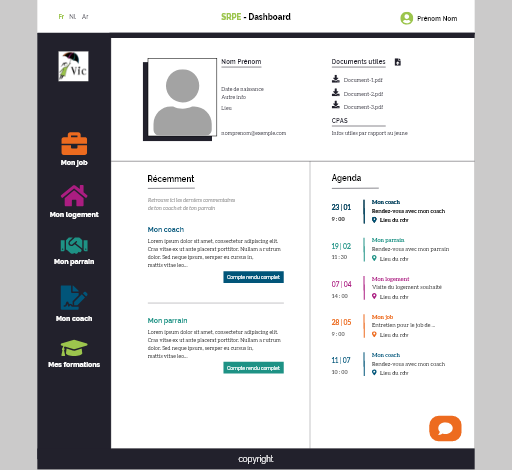 Fr NL Ar
SRPE - Dashboard
Prénom Nom
Vic
Mon job
Mon logement
Mon parrain
Mon coach
Mes formations
Nom Prénom
Date de naissance
Autre info
Lieu
nomprenom@exemple.com
Documents utiles
Document-1.pdf
Document-2.pdf
Document-3.pdf
CPAS
Infos utiles par rapport au jeune
Récemment
Retrouve ici les derniers commentaires
de ton coach et de ton parrain
Mon coach
Lorem ipsum dolor sit amet, consectetur adipiscing elit.
Cras vitae ex ut ante placerat porttitor. Nullam a rutrum
dolor. Sed neque ipsum, semper eu cursus in,
mattis vitae leo...
Compte rendu complet
Mon parrain
Lorem ipsum dolor sit amet, consectetur adipiscing elit.
Cras vitae ex ut ante placerat porttitor. Nullam a rutrum
dolor. Sed neque ipsum, semper eu cursus in,
mattis vitae leo...
Compte rendu complet
Agenda
23 | 01
9 : 00
Mon coach
Rendez-vous avec mon coach
Lieu du rdv
19 | 02
11 : 30
Mon parrain
Rendez-vous avec mon parrain
Lieu du rdv
07 | 04
14 : 00
Mon logement
Visite du logement souhaité
Lieu du rdv
28 | 05
9 : 00
Mon job
Entretien pour le job de ...
Lieu du rdv
11 | 07
10 : 00
Mon coach
Rendez-vous avec mon coach
Lieu du rdv
copyright